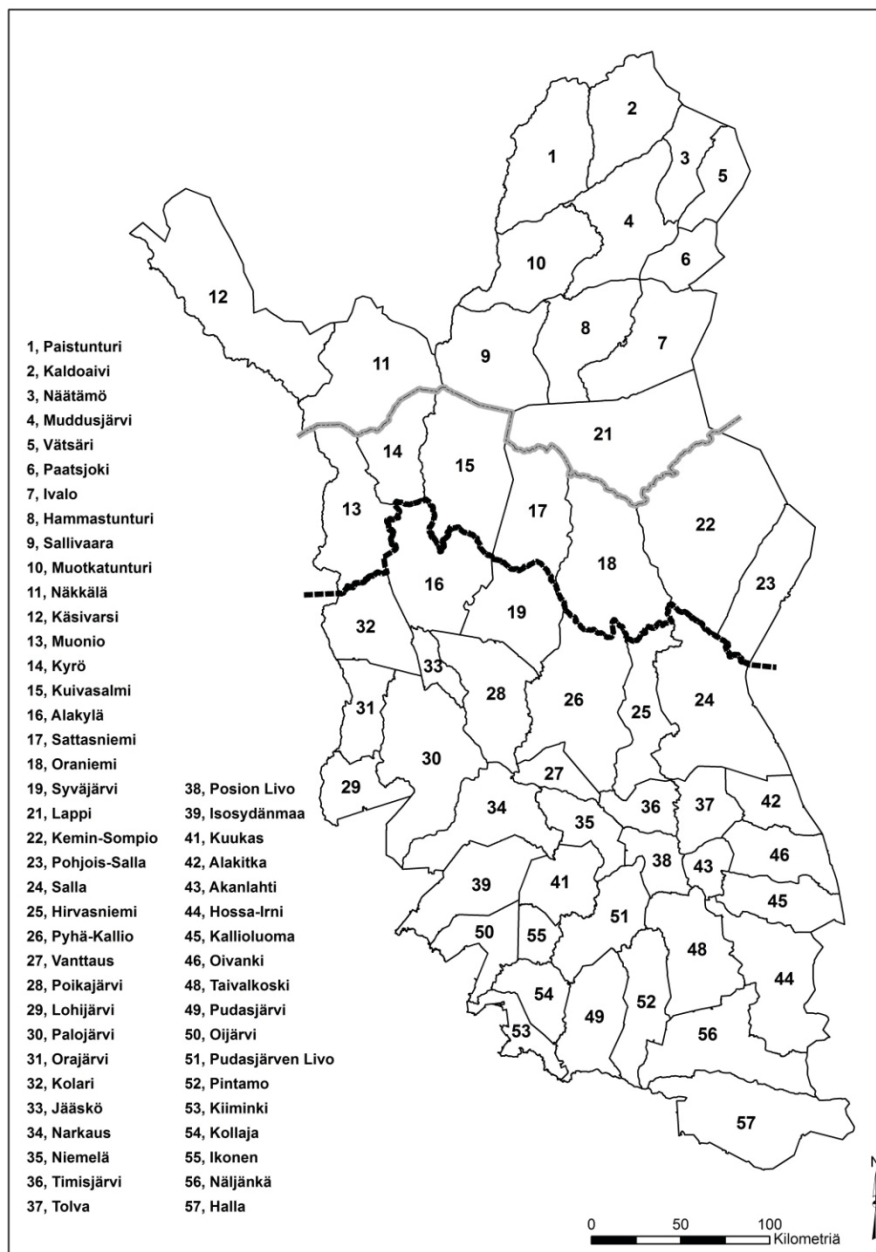 1
2
3
5
4
6
10
12
8
7
9
11
21
14
15
13
17
22
18
23
16
19
32
33
28
26
25
24
31
30
27
29
34
35
36
37
42
38
43
46
39
41
45
51
50
55
48
44
54
49
52
53
56
57
1, Paistunturi
2, Kaldoaivi
3, Näätämö
4, Muddusjärvi
5, Vätsäri
6, Paatsjoki
7, Ivalo
8, Hammastunturi
9, Sallivaara
10, Muotkatunturi
11, Näkkälä
12, Käsivarsi
13, Muonio
14, Kyrö
15, Kuivasalmi
16, Alakylä
17, Sattasniemi
18, Oraniemi
19, Syväjärvi
21, Lappi
22, Kemin-Sompio
23, Pohjois-Salla
24, Salla
25, Hirvasniemi
26, Pyhä-Kallio
27, Vanttaus
28, Poikajärvi
29, Lohijärvi
30, Palojärvi
31, Orajärvi
32, Kolari
33, Jääskö
34, Narkaus
35, Niemelä
36, Timisjärvi
37, Tolva
38, Posion Livo
39, Isosydänmaa
41, Kuukas
42, Alakitka
43, Akanlahti
44, Hossa-Irni
45, Kallioluoma
46, Oivanki
48, Taivalkoski
49, Pudasjärvi
50, Oijärvi
51, Pudasjärven Livo
52, Pintamo
53, Kiiminki
54, Kollaja
55, Ikonen
56, Näljänkä
57, Halla
0 50 100
Kilometriä
N